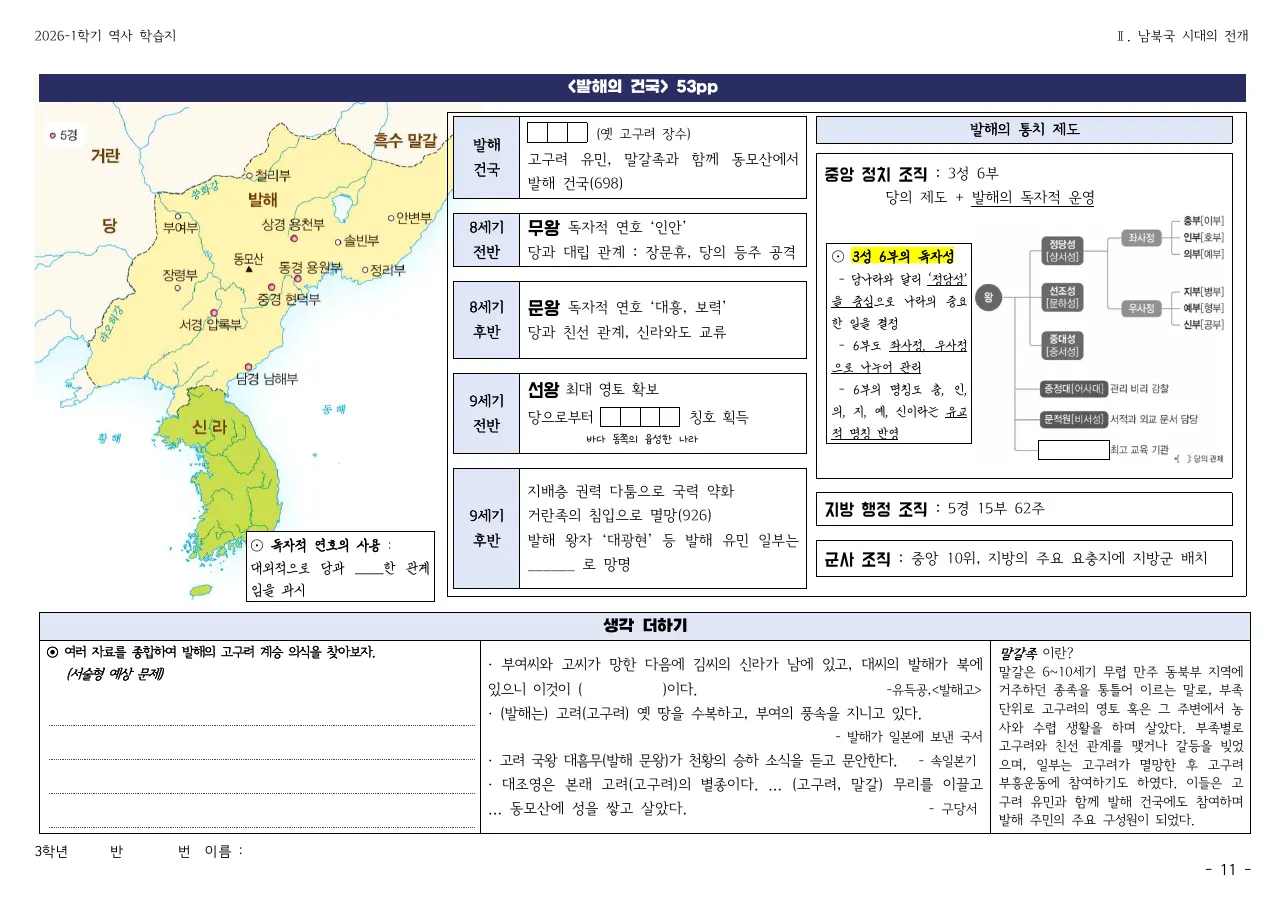 2026-1학기 역사 학습지
Ⅱ. 남북국 시대의 전개
<발해의 건국> 53pp
5경
거란
흑수 말갈
철리부
쑹화강
발해
당
부여부
상경 용천부
안변부
솔빈부
동모산
장령부
동경 용원부
정리부
중경 현덕부
서경 압록부
랴오허강
남경 남해부
동해
황해
신라
⊙ 독자적 연호의 사용 :
대외적으로 당과 ____한 관계
임을 과시
발해
건국
(옛 고구려 장수)
고구려 유민, 말갈족과 함께 동모산에서
발해 건국(698)
8세기
전반
무왕 독자적 연호 ‘인안’
당과 대립 관계 : 장문휴, 당의 등주 공격
8세기
후반
문왕 독자적 연호 ‘대흥, 보력’
당과 친선 관계, 신라와도 교류
9세기
전반
선왕 최대 영토 확보
당으로부터 칭호 획득
바다 동쪽의 융성한 나라
9세기
후반
지배층 권력 다툼으로 국력 약화
거란족의 침입으로 멸망(926)
발해 왕자 ‘대광현’ 등 발해 유민 일부는
______ 로 망명
발해의 통치 제도
중앙 정치 조직 : 3성 6부
당의 제도 + 발해의 독자적 운영
⊙ 3성 6부의 독자성
- 당나라와 달리 ‘정당성’
을 중심으로 나라의 중요
한 일을 결정
- 6부도 좌사정, 우사정
으로 나누어 관리
- 6부의 명칭도 충, 인,
의, 지, 예, 신이라는 유교
적 명칭 반영
왕
정당성
[상서성]
선조성
[문하성]
중대성
[중서성]
좌사정
우사정
충부[이부]
인부[호부]
의부[예부]
지부[병부]
예부[형부]
신부[공부]
중정대[어사대] 관리 비리 감찰
문적원[비서성] 서적과 외교 문서 담당
최고 교육 기관
*[ ]: 당의 관제
지방 행정 조직 : 5경 15부 62주
군사 조직 : 중앙 10위, 지방의 주요 요충지에 지방군 배치
생각 더하기
◉ 여러 자료를 종합하여 발해의 고구려 계승 의식을 찾아보자.
(서술형 예상 문제)
· 부여씨와 고씨가 망한 다음에 김씨의 신라가 남에 있고, 대씨의 발해가 북에
있으니 이것이 ( )이다. -유득공,<발해고>
· (발해는) 고려(고구려) 옛 땅을 수복하고, 부여의 풍속을 지니고 있다.
- 발해가 일본에 보낸 국서
· 고려 국왕 대흠무(발해 문왕)가 천황의 승하 소식을 듣고 문안한다. - 속일본기
· 대조영은 본래 고려(고구려)의 별종이다. ... (고구려, 말갈) 무리를 이끌고
... 동모산에 성을 쌓고 살았다. - 구당서
말갈족 이란?
말갈은 6~10세기 무렵 만주 동북부 지역에
거주하던 종족을 통틀어 이르는 말로, 부족
단위로 고구려의 영토 혹은 그 주변에서 농
사와 수렵 생활을 하며 살았다. 부족별로
고구려와 친선 관계를 맺거나 갈등을 빚었
으며, 일부는 고구려가 멸망한 후 고구려
부흥운동에 참여하기도 하였다. 이들은 고
구려 유민과 함께 발해 건국에도 참여하며
발해 주민의 주요 구성원이 되었다.
3학년 반 번 이름 :
- 11 -